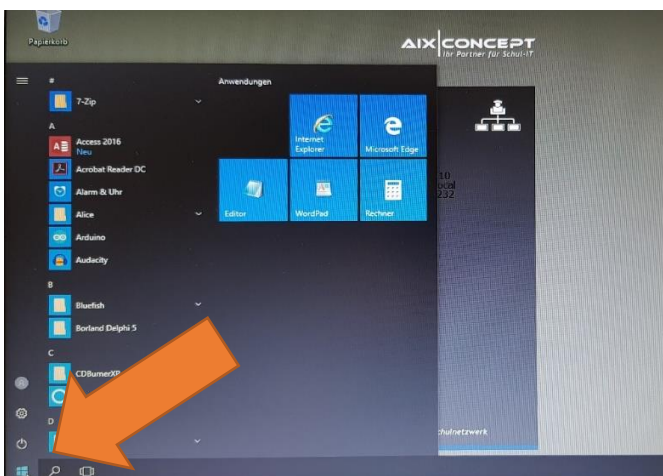 Papierkorb
AIX CONCEPT
Ihr Partner für Schul-IT
#
7-Zip
A
Access 2016
Neu
Acrobat Reader DC
Alarm & Uhr
Alice
Arduino
Audacity
B
Bluefish
Borland Delphi 5
C
CDBurnerXP
D
Anwendungen
Internet
Explorer
Microsoft Edge
Editor
WordPad
Rechner
10
ocal
232
chulnetzwerk